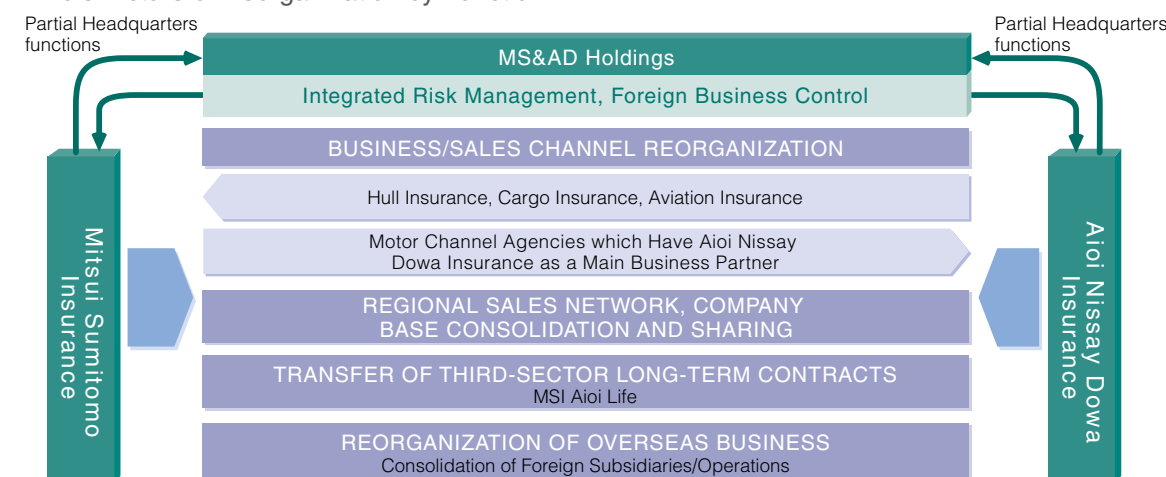 Partial Headquarters
functions
Partial Headquarters
functions
MS&AD Holdings
Integrated Risk Management, Foreign Business Control
BUSINESS/SALES CHANNEL REORGANIZATION
Hull Insurance, Cargo Insurance, Aviation Insurance
Motor Channel Agencies which Have Aioi Nissay
Dowa Insurance as a Main Business Partner
REGIONAL SALES NETWORK, COMPANY
BASE CONSOLIDATION AND SHARING
TRANSFER OF THIRD-SECTOR LONG-TERM CONTRACTS
MSI Aioi Life
REORGANIZATION OF OVERSEAS BUSINESS
Consolidation of Foreign Subsidiaries/Operations
Mitsui Sumitomo
Insurance
Aioi Nissay Dowa
Insurance